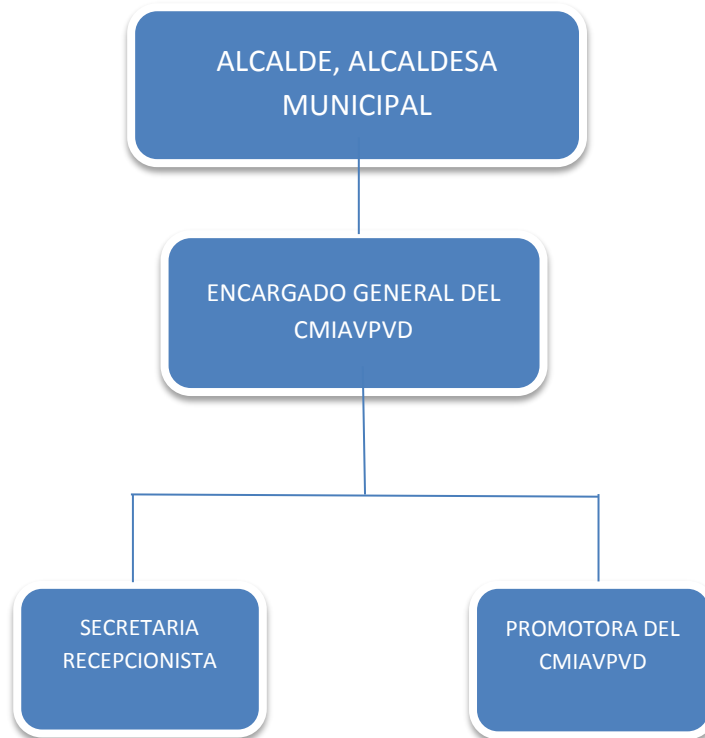 ALCALDE, ALCALDESA
MUNICIPAL
ENCARGADO GENERAL DEL
CMIAVPVD
SECRETARIA
RECEPCIONISTA
PROMOTORA DEL
CMIAVPVD